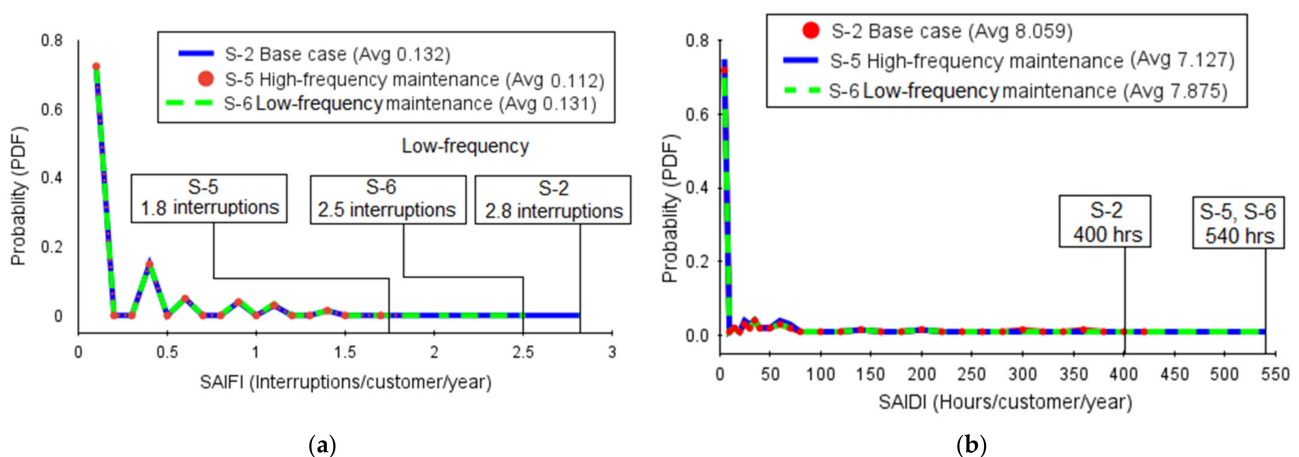 S-2 Base case (Avg 0.132)
S-5 High-frequency maintenance (Avg 0.112)
S-6 Low-frequency maintenance (Avg 0.131)
Low-frequency
S-5
1.8 interruptions
S-6
2.5 interruptions
S-2
2.8 interruptions
Probability (PDF)
0.8
0.6
0.4
0.2
0
0 0.5 1 1.5 2 2.5 3
SAIFI (Interruptions/customer/year)
(a)
S-2 Base case (Avg 8.059)
S-5 High-frequency maintenance (Avg 7.127)
S-6 Low-frequency maintenance (Avg 7.875)
S-2
400 hrs
S-5, S-6
540 hrs
Probablity (PDF)
0.8
0.6
0.4
0.2
0.0
0 50 100 150 200 250 300 350 400 450 500 550
SAIDI (Hours/customer/year)
(b)